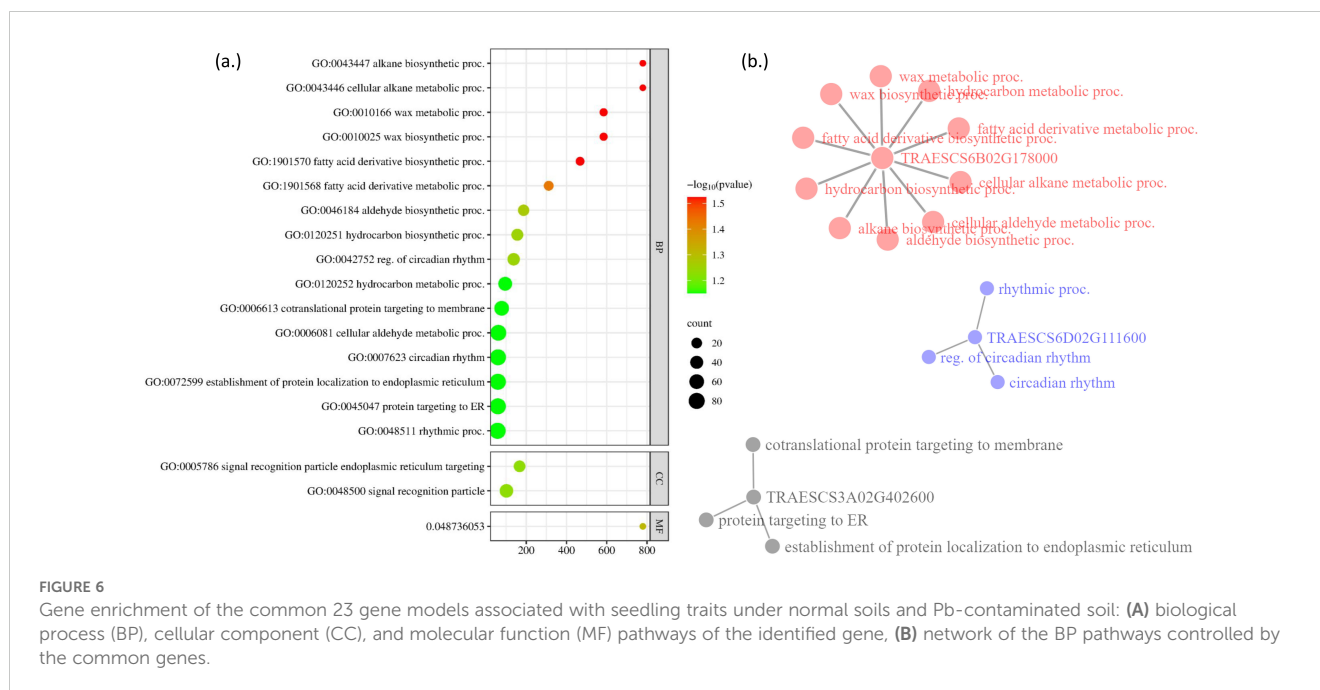 (a.)
GO:0043447 alkane biosynthetic proc.
GO:0043446 cellular alkane metabolic proc.
GO:0010166 wax metabolic proc.
GO:0010025 wax biosynthetic proc.
GO:1901570 fatty acid derivative biosynthetic proc.
GO:1901568 fatty acid derivative metabolic proc.
GO:0046184 aldehyde biosynthetic proc.
GO:0120251 hydrocarbon biosynthetic proc.
GO:0042752 reg. of circadian rhythm
GO:0120252 hydrocarbon metabolic proc.
GO:0006613 cotranslational protein targeting to membrane
GO:0006081 cellular aldehyde metabolic proc.
GO:0007623 circadian rhythm
GO:0072599 establishment of protein localization to endoplasmic reticulum
GO:0045047 protein targeting to ER
GO:0048511 rhythmic proc.
BP
GO:0005786 signal recognition particle endoplasmic reticulum targeting
GO:0048500 signal recognition particle
CC
0.048736053
MF
200 400 600 800
−log10(pvalue)
1.5
1.4
1.3
1.2
count
20
40
60
80
(b.)
wax metabolic proc.
wax biosynthetic proc.
hydrocarbon metabolic proc.
fatty acid derivative metabolic proc.
fatty acid derivative biosynthetic proc.
TRAESCS6B02G178000
cellular alkane metabolic proc.
hydrocarbon biosynthetic proc.
cellular aldehyde metabolic proc.
alkane biosynthetic proc.
aldehyde biosynthetic proc.
rhythmic proc.
TRAESCS6D02G111600
reg. of circadian rhythm
circadian rhythm
cotranslational protein targeting to membrane
TRAESCS3A02G402600
protein targeting to ER
establishment of protein localization to endoplasmic reticulum
FIGURE 6
Gene enrichment of the common 23 gene models associated with seedling traits under normal soils and Pb-contaminated soil: (A) biological
process (BP), cellular component (CC), and molecular function (MF) pathways of the identified gene, (B) network of the BP pathways controlled by
the common genes.